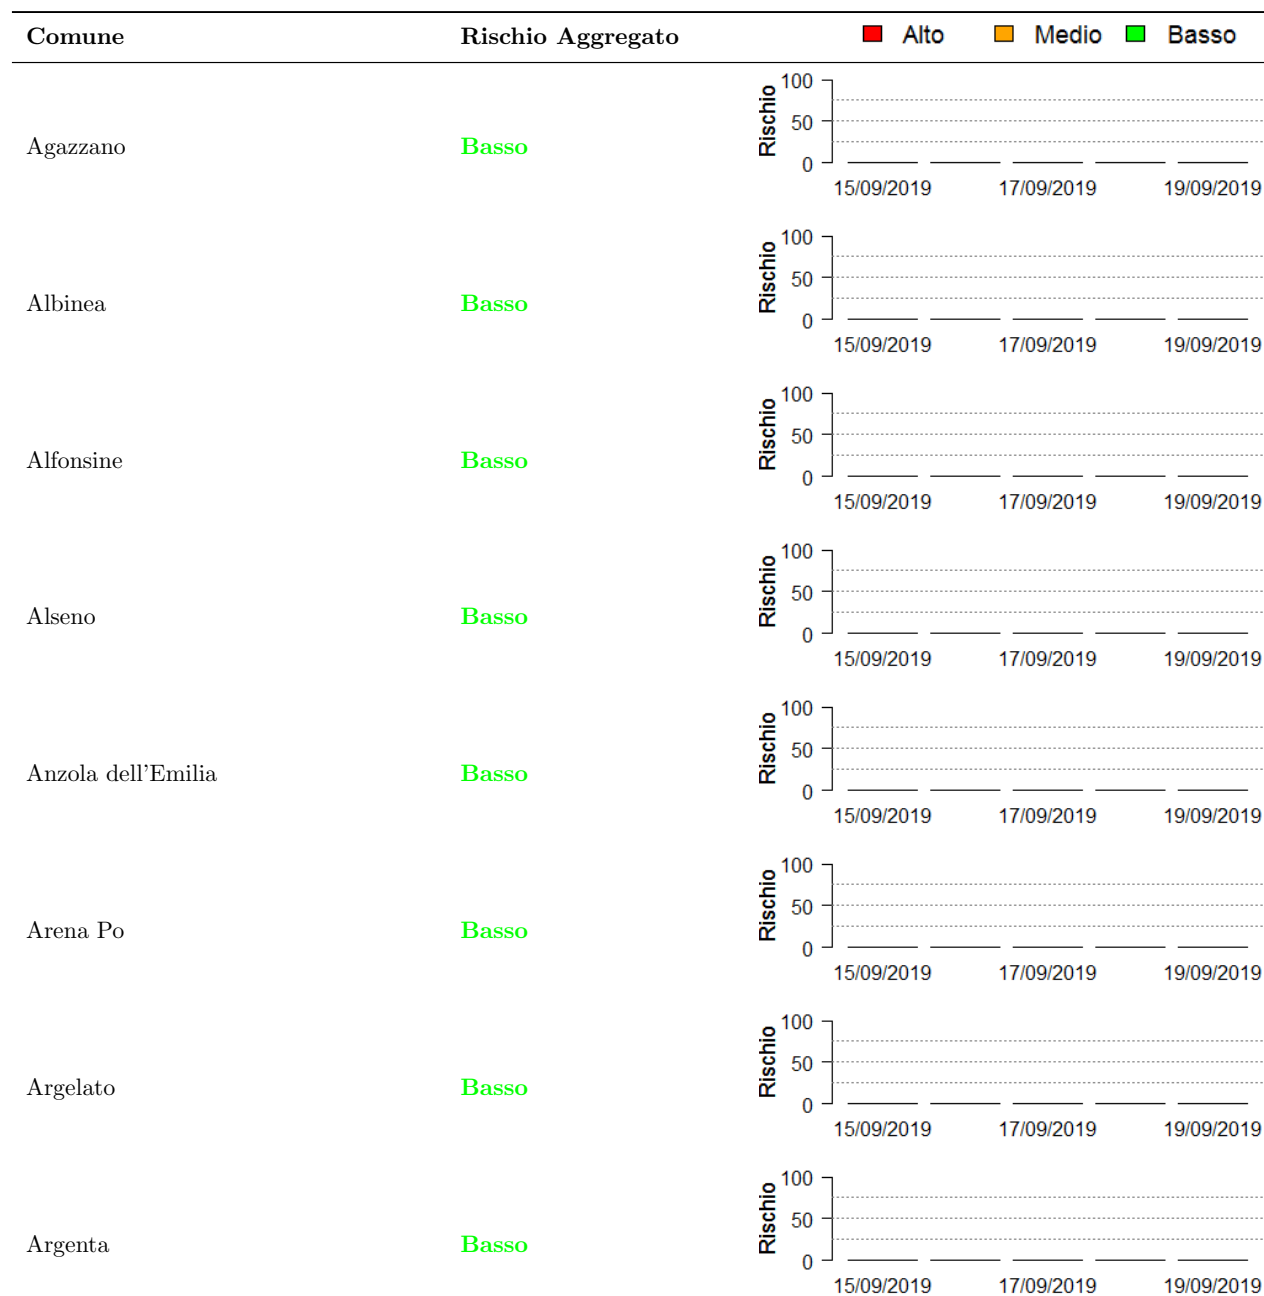 Comune Rischio Aggregato Alto Medio Basso
100
Rischio
50
Agazzano Basso
0
15/09/2019 17/09/2019 19/09/2019
100
Rischio
50
Albinea Basso
0
15/09/2019 17/09/2019 19/09/2019
100
Rischio
50
Alfonsine Basso
0
15/09/2019 17/09/2019 19/09/2019
100
Rischio
50
Alseno Basso
0
15/09/2019 17/09/2019 19/09/2019
100
Rischio
50
Anzola dell'Emilia Basso
0
15/09/2019 17/09/2019 19/09/2019
100
Rischio
50
Arena Po Basso
0
15/09/2019 17/09/2019 19/09/2019
100
Rischio
50
Argelato Basso
0
15/09/2019 17/09/2019 19/09/2019
100
Rischio
50
Argenta Basso
0
15/09/2019 17/09/2019 19/09/2019